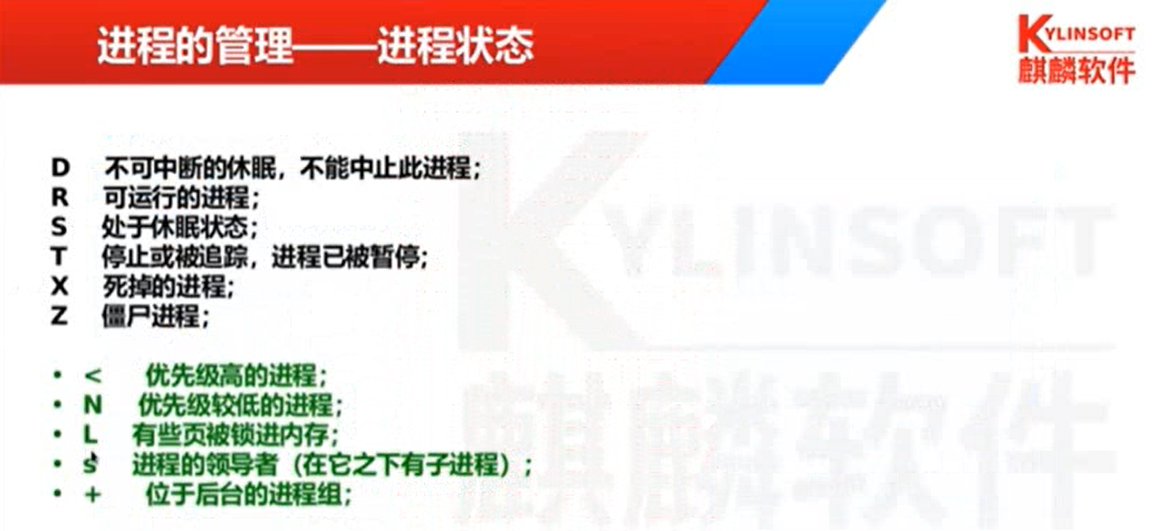 进程的管理——进程状态
KYLINSOFT
麒麟软件
D 不可中断的休眠，不能中止此进程；
R 可运行的进程；
S 处于休眠状态；
T 停止或被追踪，进程已被暂停；
X 死掉的进程；
Z 僵尸进程；
• < 优先级高的进程；
• N 优先级较低的进程；
• L 有些页被锁进内存；
• s 进程的领导者（在它之下有子进程）；
• + 位于后台的进程组；
KYLINSOFT
麒麟软件